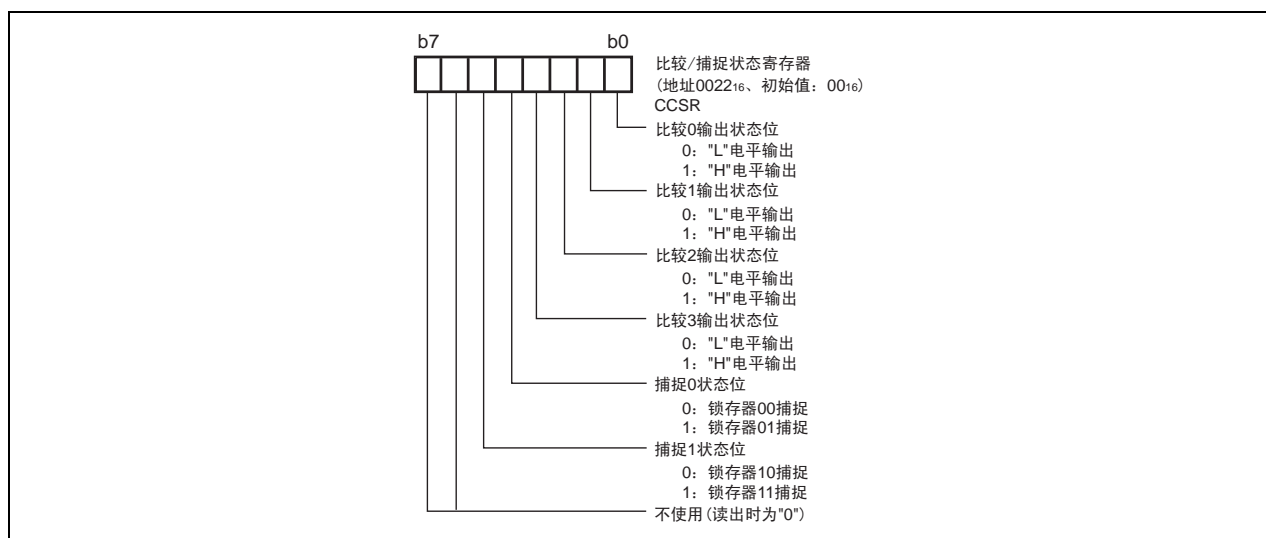 b7 b0
比较/捕捉状态寄存器
(地址0022₁₆、初始值：00₁₆)
CCSR
比较0输出状态位
0："L"电平输出
1："H"电平输出
比较1输出状态位
0："L"电平输出
1："H"电平输出
比较2输出状态位
0："L"电平输出
1："H"电平输出
比较3输出状态位
0："L"电平输出
1："H"电平输出
捕捉0状态位
0：锁存器00捕捉
1：锁存器01捕捉
捕捉1状态位
0：锁存器10捕捉
1：锁存器11捕捉
不使用(读出时为"0")